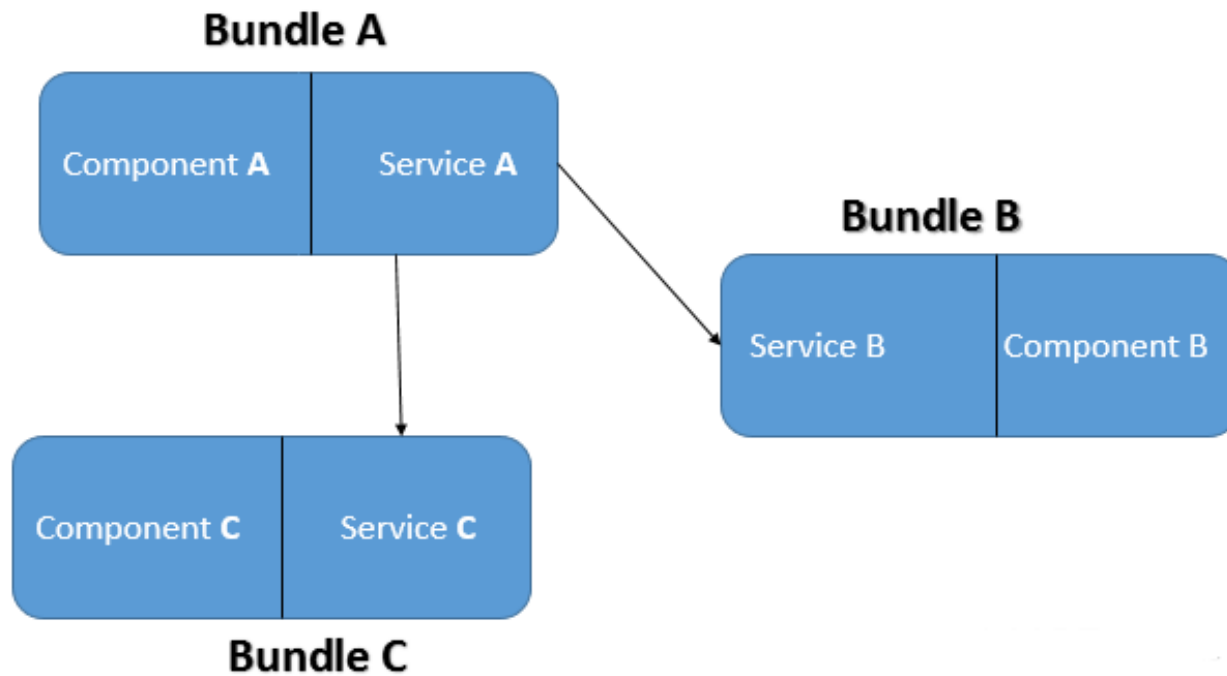 Bundle A
Component A
Service A
Bundle B
Service B
Component B
Component C
Service C
Bundle C